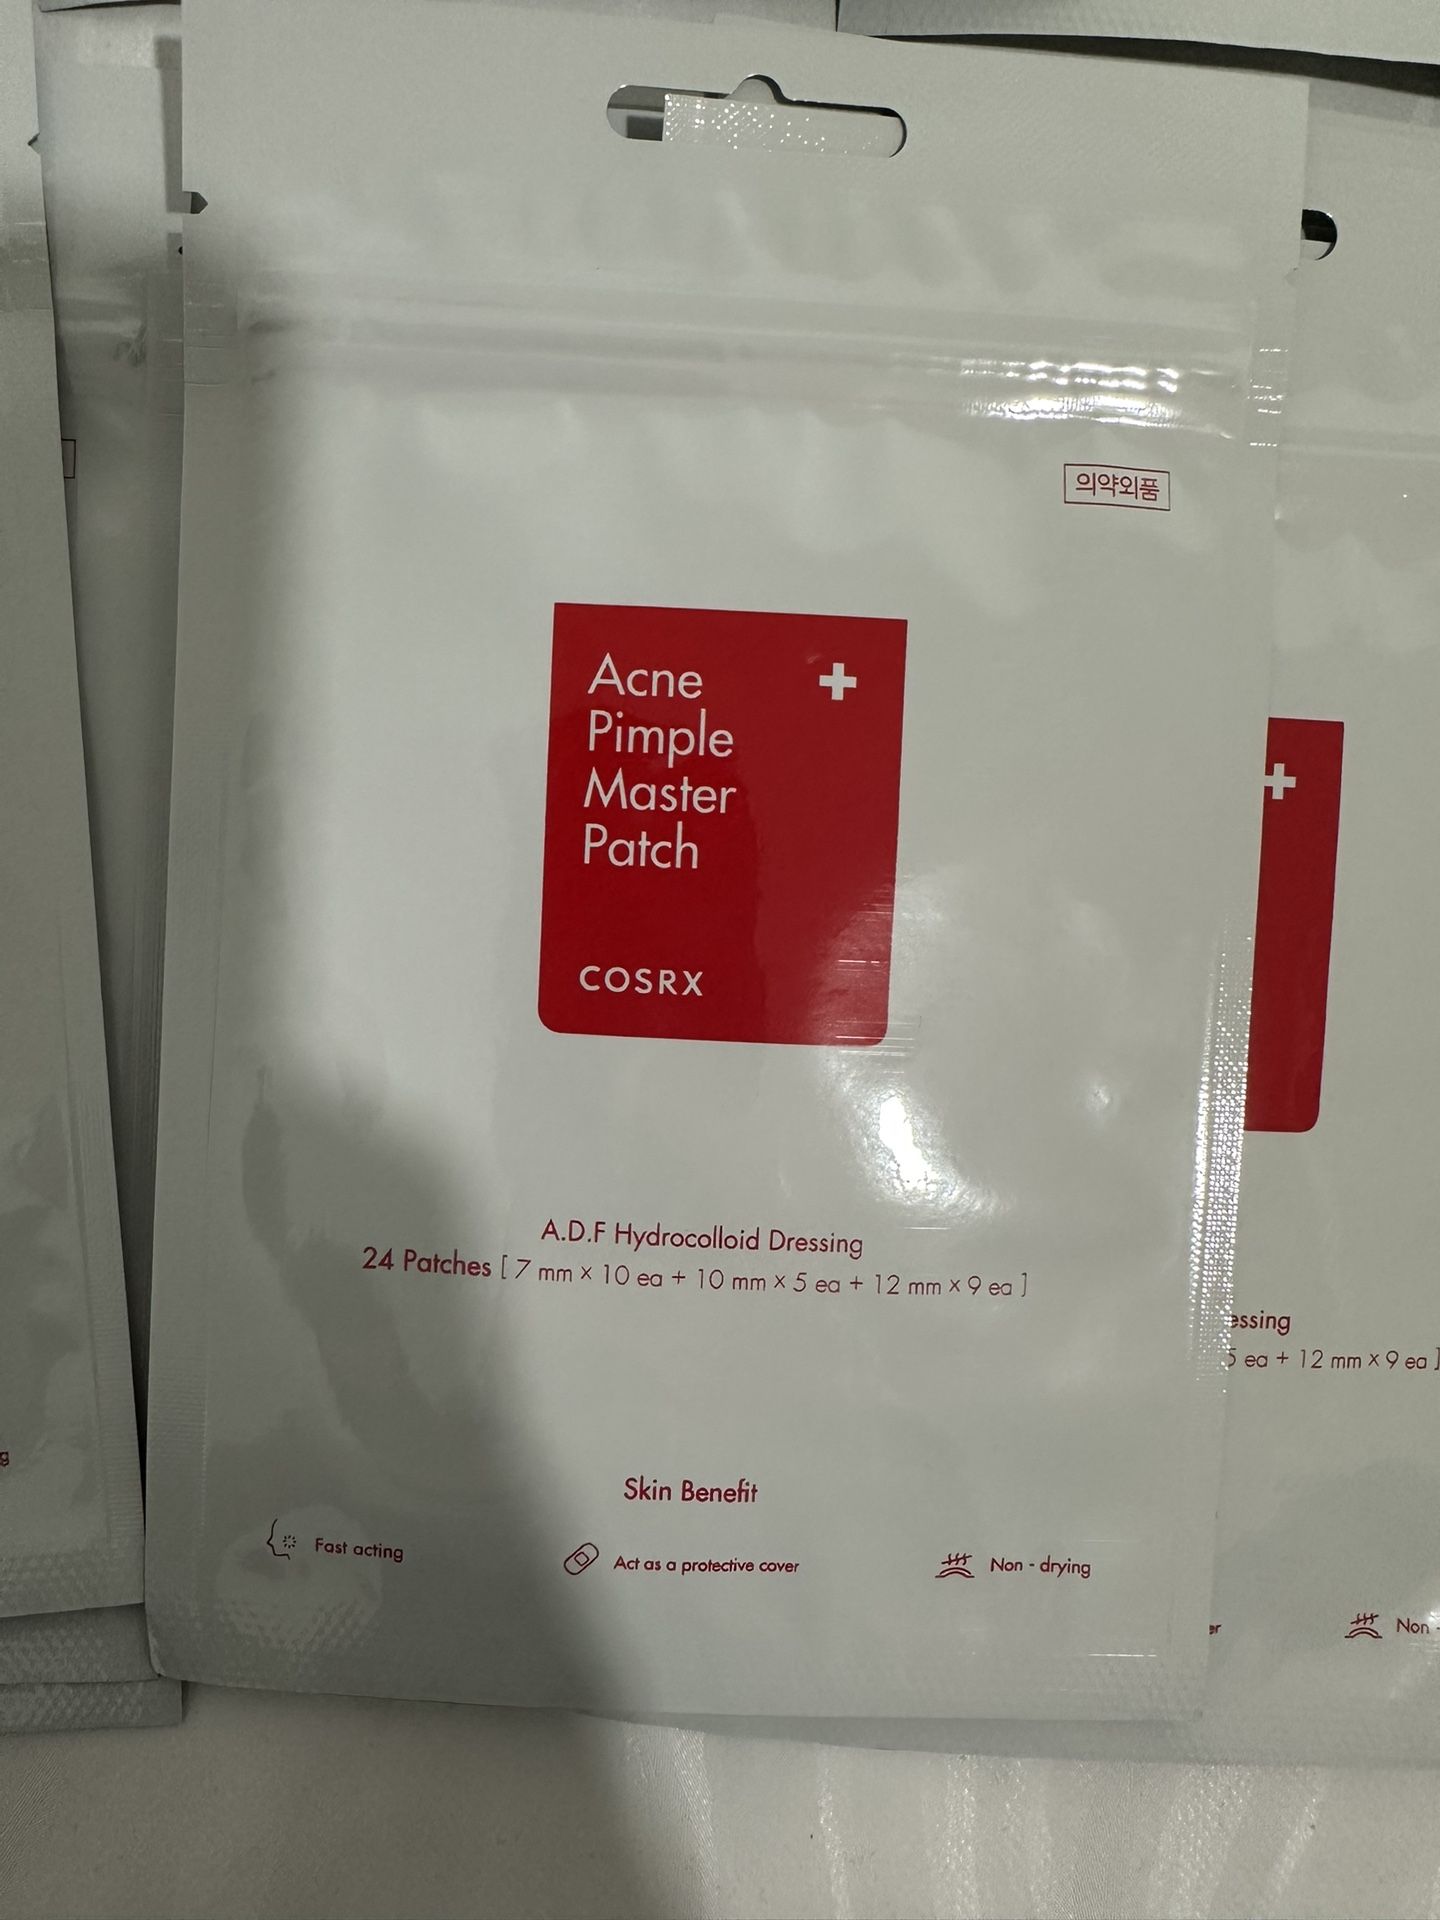 의약외품
Acne
Pimple
Master
Patch
COSRX
A.D.F Hydrocolloid Dressing
24 Patches [ 7 mm × 10 ea + 10 mm × 5 ea + 12 mm × 9 ea ]
Skin Benefit
Fast acting
Act as a protective cover
Non - drying
essing
5 ea + 12 mm × 9 ea ]
er
Non -
g